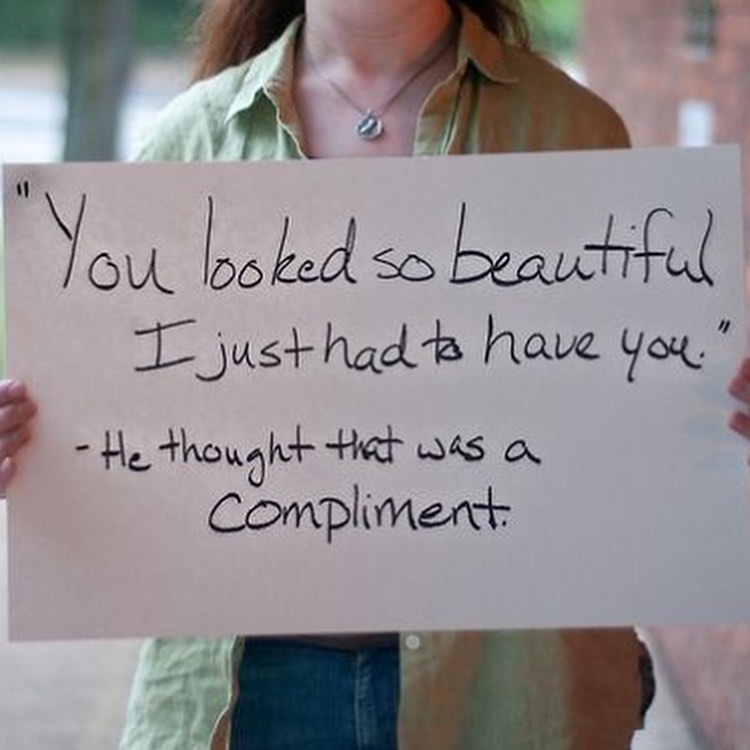 "You looked so beautiful
I just had to have you."
- He thought that was a
compliment.